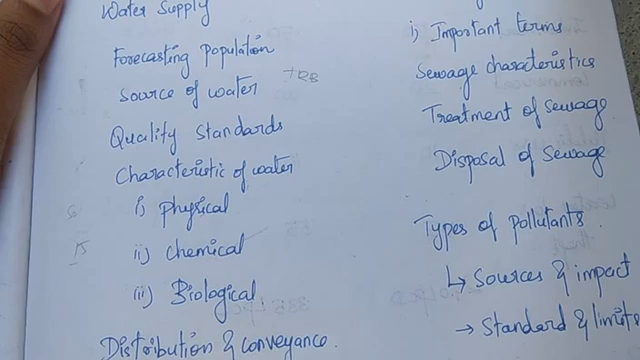 Water Supply
Forecasting Population
Source of water
Quality Standards
Characteristic of water
i) Physical
ii) Chemical
iii) Biological
Distribution & conveyance.
i) Important terms
Sewage characteristics
Treatment of sewage
Disposal of Sewage
Types of pollutants.
↳ Sources & impact
→ Standard & limits